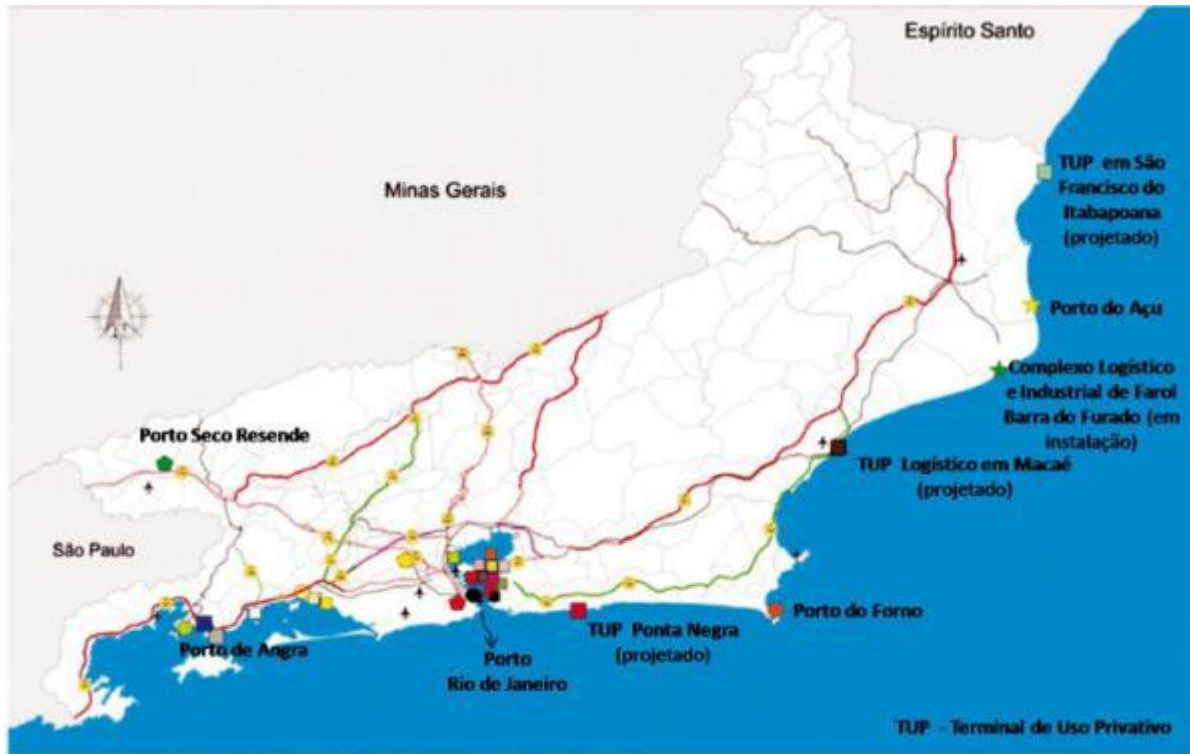 Espírito Santo
TUP em São
Francisco do
Itabapoana
(projetado)
Minas Gerais
Porto do Açu
Complexo Logístico
e Industrial de Farol
Barra do Furado (em
instalação)
Porto Seco Resende
TUP Logístico em Macaé
(projetado)
São Paulo
Porto do Forno
TUP Ponta Negra
(projetado)
Porto de Angra
Porto
Rio de Janeiro
TUP - Terminal de Uso Privativo